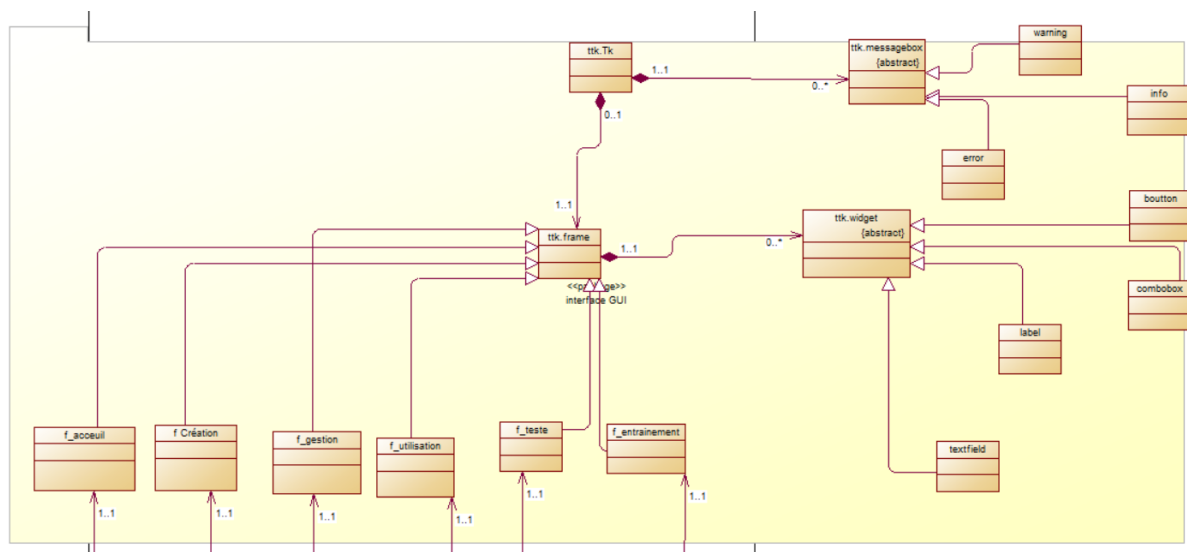 warning
ttk.Tk
ttk.messagebox
{abstract}
1..1
0..*
info
0..1
error
boutton
1..1
ttk.widget
{abstract}
ttk.frame
1..1
0..*
interface GUI
combobox
label
f_acceuil
f Création
f_gestion
f_utilisation
f_teste
f_entrainement
textfield
1..1
1..1
1..1
1..1
1..1
1..1